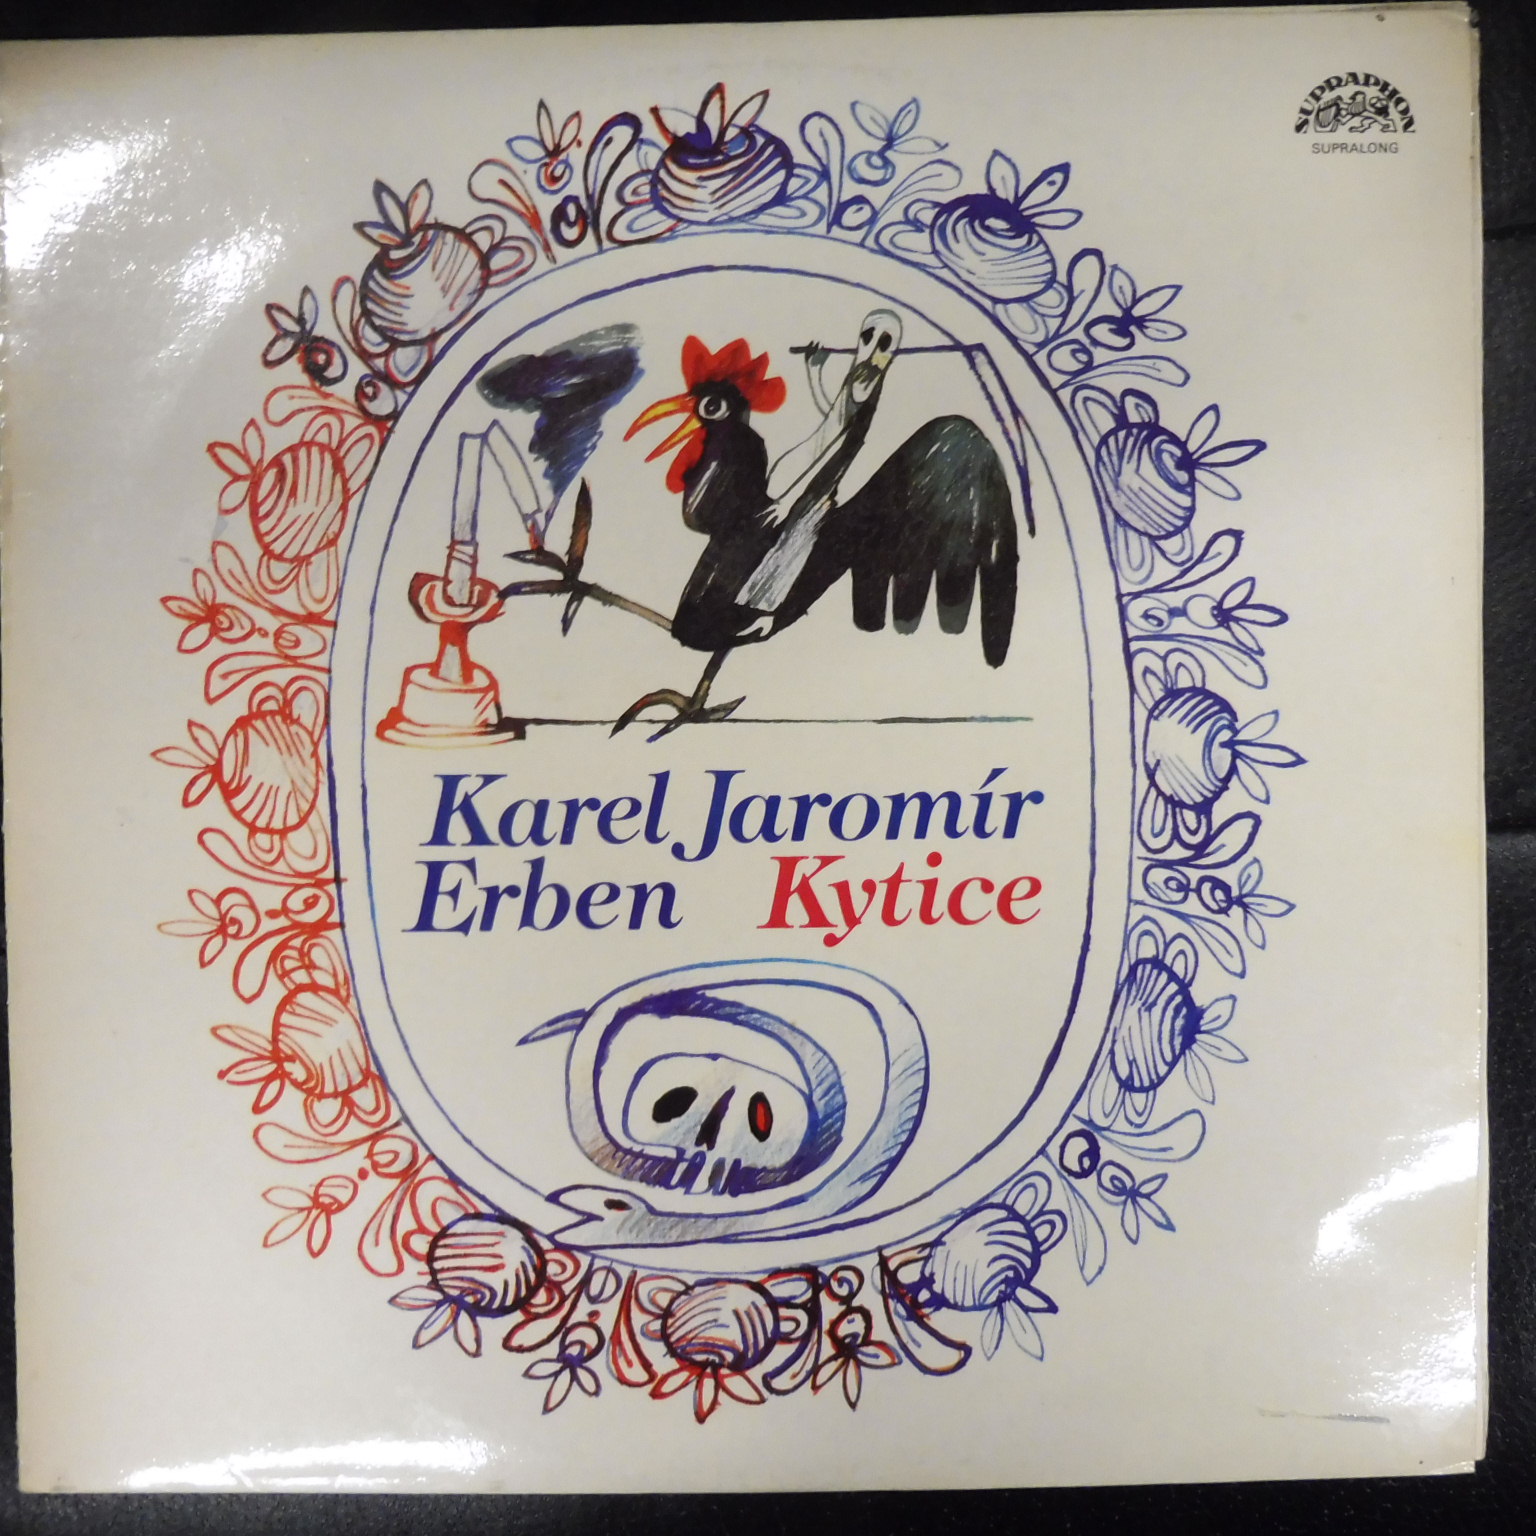 SUPRAPHON
SUPRALONG
Karel Jaromír
Erben Kytice